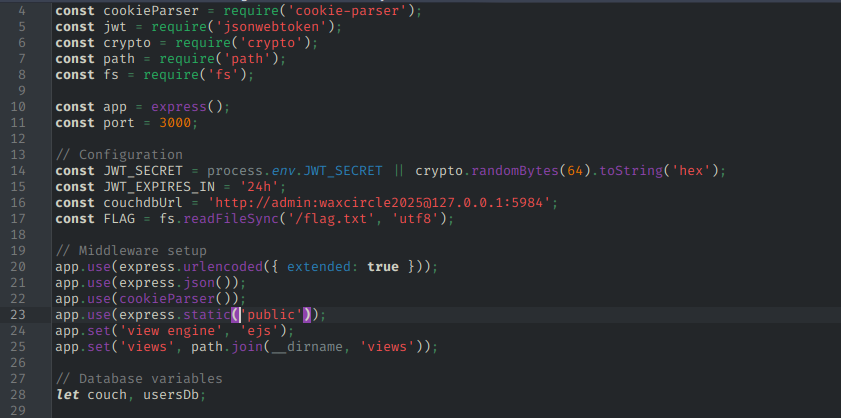 4 const cookieParser = require('cookie-parser');
5 const jwt = require('jsonwebtoken');
6 const crypto = require('crypto');
7 const path = require('path');
8 const fs = require('fs');
9
10 const app = express();
11 const port = 3000;
12
13 // Configuration
14 const JWT_SECRET = process.env.JWT_SECRET || crypto.randomBytes(64).toString('hex');
15 const JWT_EXPIRES_IN = '24h';
16 const couchdbUrl = 'http://admin:waxcircle2025@127.0.0.1:5984';
17 const FLAG = fs.readFileSync('/flag.txt', 'utf8');
18
19 // Middleware setup
20 app.use(express.urlencoded({ extended: true }));
21 app.use(express.json());
22 app.use(cookieParser());
23 app.use(express.static('public'));
24 app.set('view engine', 'ejs');
25 app.set('views', path.join(__dirname, 'views'));
26
27 // Database variables
28 let couch, usersDb;
29